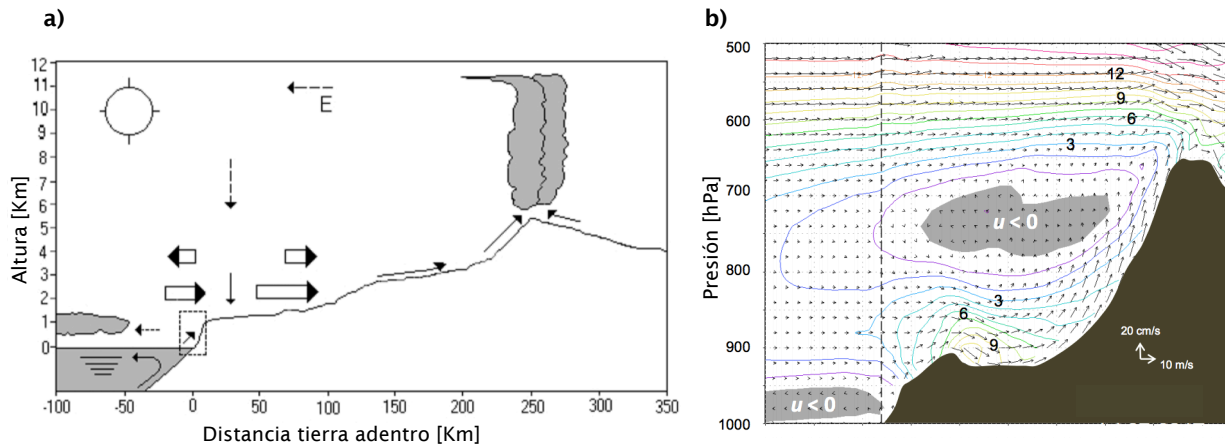 a)
12
11
10
9
8
7
6
5
4
3
2
1
0
Altura [Km]
E
-100 -50 0 50 100 150 200 250 300 350
Distancia tierra adentro [Km]
b)
500
600
700
800
900
1000
Presión [hPa]
12
9
6
3
u < 0
3
6
9
u < 0
20 cm/s
10 m/s